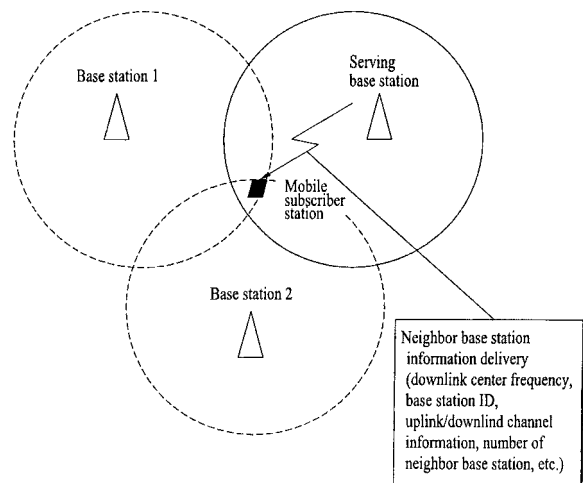 Base station 1
Serving
base station
Mobile
subscriber
station
Base station 2
Neighbor base station
information delivery
(downlink center frequency,
base station ID,
uplink/downlind channel
information, number of
neighbor base station, etc.)